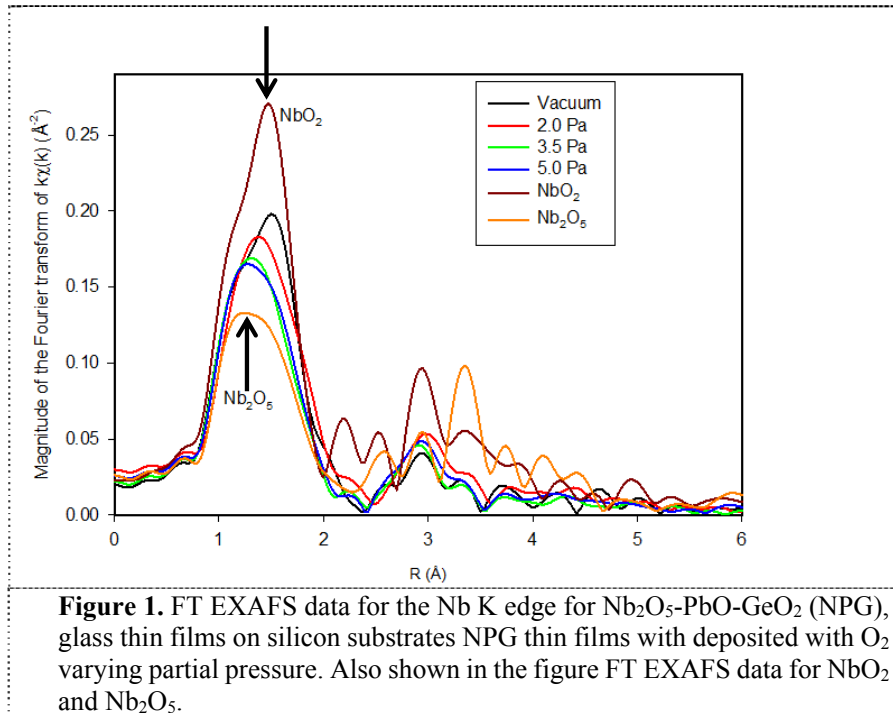 NbO₂
Vacuum
2.0 Pa
3.5 Pa
5.0 Pa
NbO₂
Nb₂O₅
Nb₂O₅
Magnitude of the Fourier transform of kχ(k) (Å⁻²)
0.25
0.20
0.15
0.10
0.05
0.00
0 1 2 3 4 5 6
R (Å)
Figure 1. FT EXAFS data for the Nb K edge for Nb₂O₅-PbO-GeO₂ (NPG),
glass thin films on silicon substrates NPG thin films with deposited with O₂
varying partial pressure. Also shown in the figure FT EXAFS data for NbO₂
and Nb₂O₅.